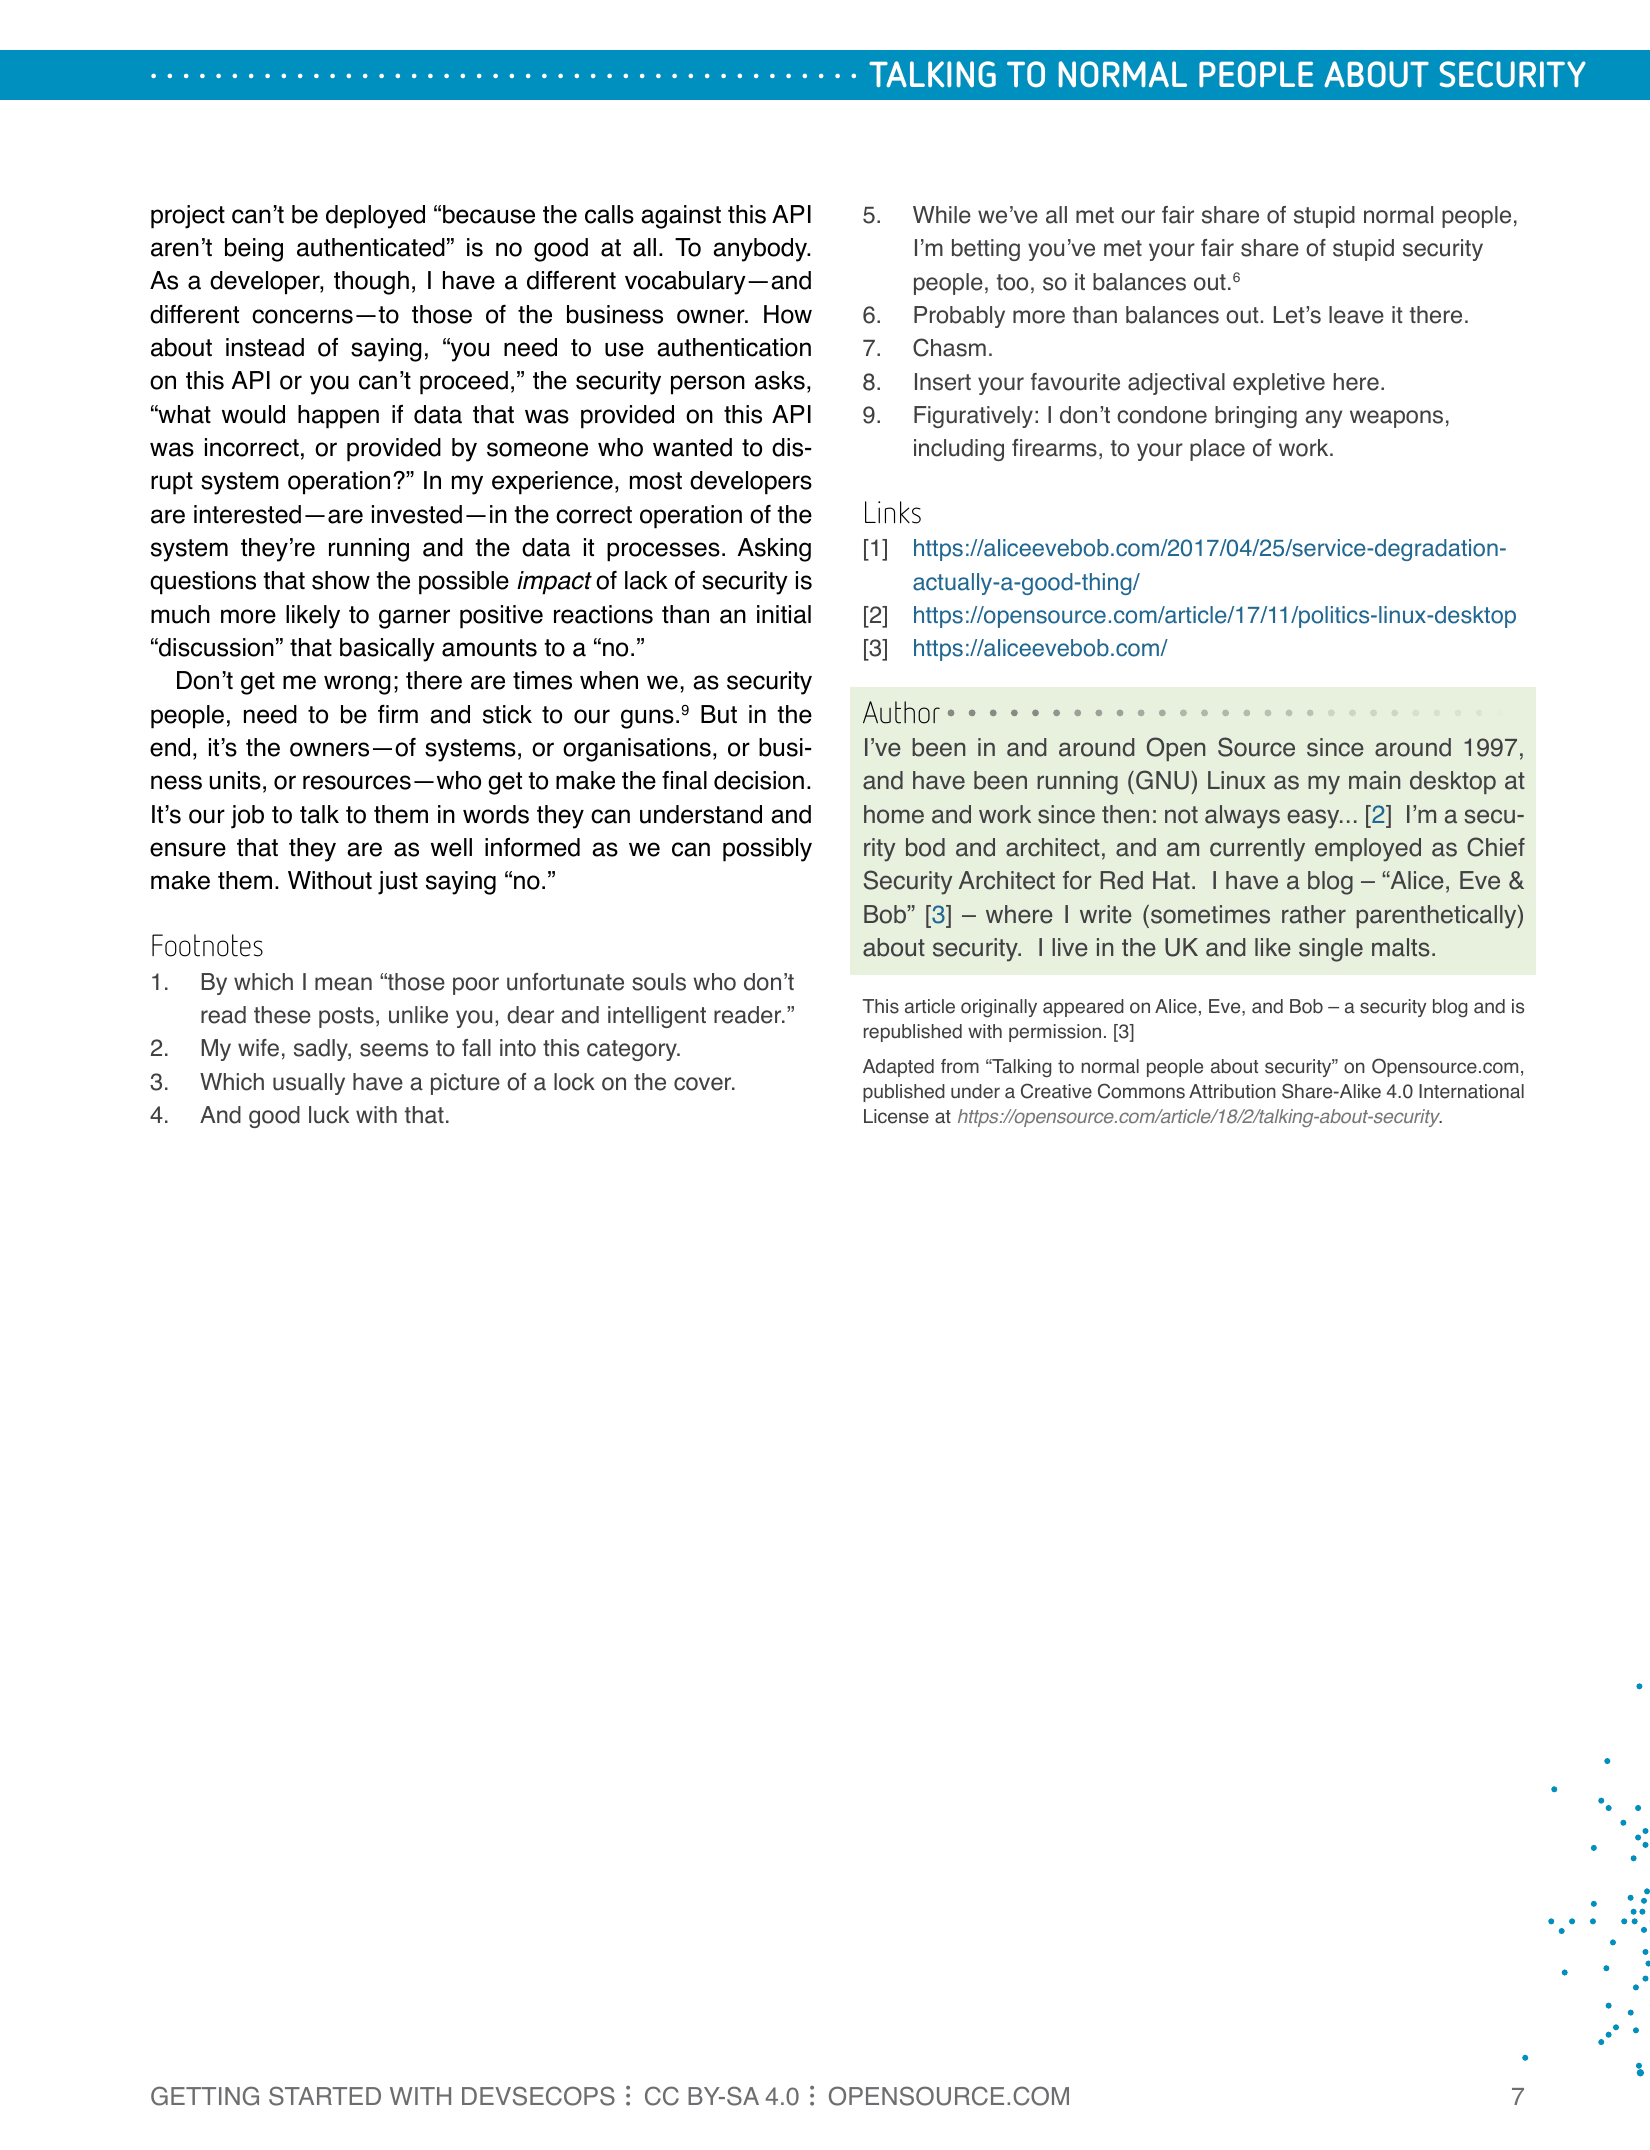 TALKING TO NORMAL PEOPLE ABOUT SECURITY
project can’t be deployed “because the calls against this API
aren’t being authenticated” is no good at all. To anybody.
As a developer, though, I have a different vocabulary—and
different concerns—to those of the business owner. How
about instead of saying, “you need to use authentication
on this API or you can’t proceed,” the security person asks,
“what would happen if data that was provided on this API
was incorrect, or provided by someone who wanted to dis-
rupt system operation?” In my experience, most developers
are interested—are invested—in the correct operation of the
system they’re running and the data it processes. Asking
questions that show the possible impact of lack of security is
much more likely to garner positive reactions than an initial
“discussion” that basically amounts to a “no.”
Don’t get me wrong; there are times when we, as security
people, need to be firm and stick to our guns.⁹ But in the
end, it’s the owners—of systems, or organisations, or busi-
ness units, or resources—who get to make the final decision.
It’s our job to talk to them in words they can understand and
ensure that they are as well informed as we can possibly
make them. Without just saying “no.”
Footnotes
1. By which I mean “those poor unfortunate souls who don’t
read these posts, unlike you, dear and intelligent reader.”
2. My wife, sadly, seems to fall into this category.
3. Which usually have a picture of a lock on the cover.
4. And good luck with that.
5. While we’ve all met our fair share of stupid normal people,
I’m betting you’ve met your fair share of stupid security
people, too, so it balances out.⁶
6. Probably more than balances out. Let’s leave it there.
7. Chasm.
8. Insert your favourite adjectival expletive here.
9. Figuratively: I don’t condone bringing any weapons,
including firearms, to your place of work.
Links
[1] https://aliceevebob.com/2017/04/25/service-degradation-
actually-a-good-thing/
[2] https://opensource.com/article/17/11/politics-linux-desktop
[3] https://aliceevebob.com/
Author
I’ve been in and around Open Source since around 1997,
and have been running (GNU) Linux as my main desktop at
home and work since then: not always easy... [2] I’m a secu-
rity bod and architect, and am currently employed as Chief
Security Architect for Red Hat. I have a blog – “Alice, Eve &
Bob” [3] – where I write (sometimes rather parenthetically)
about security. I live in the UK and like single malts.
This article originally appeared on Alice, Eve, and Bob – a security blog and is
republished with permission. [3]
Adapted from “Talking to normal people about security” on Opensource.com,
published under a Creative Commons Attribution Share-Alike 4.0 International
License at https://opensource.com/article/18/2/talking-about-security.
GETTING STARTED WITH DEVSECOPS ⋮ CC BY-SA 4.0 ⋮ OPENSOURCE.COM 7